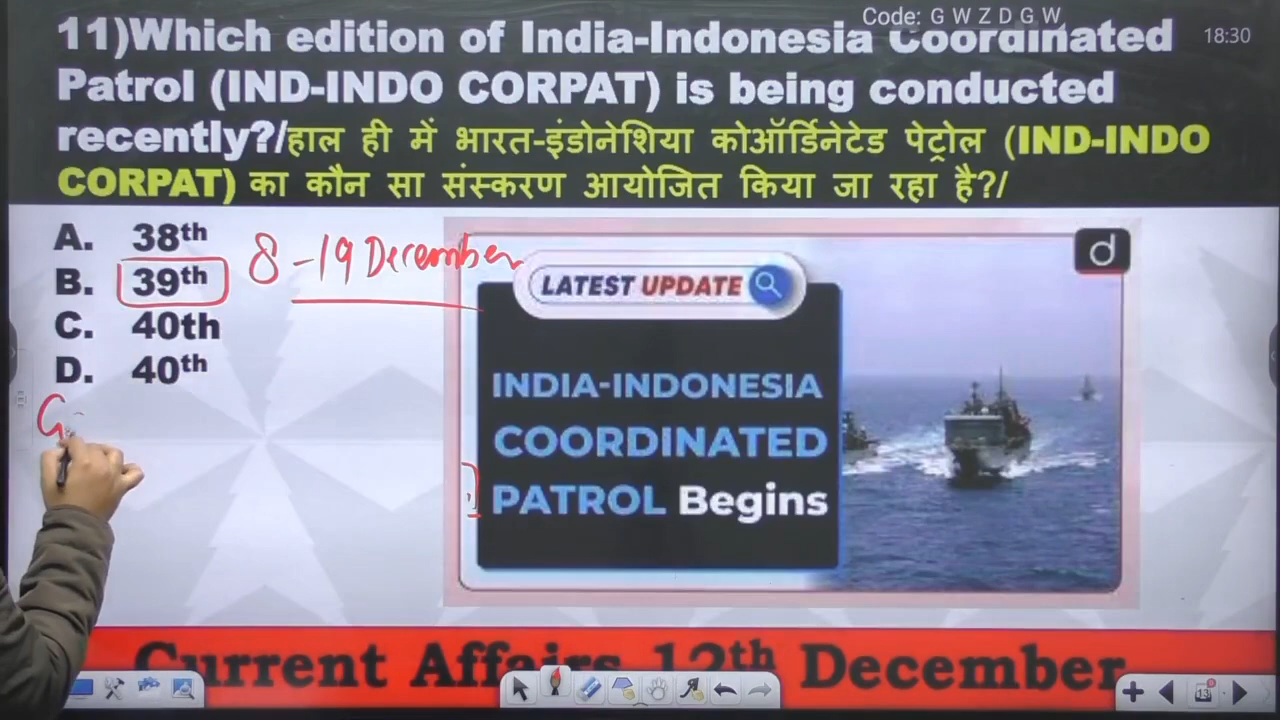 Code: G W Z D G W
18:30
11)Which edition of India-Indonesia Coordinated
Patrol (IND-INDO CORPAT) is being conducted
recently?/हाल ही में भारत-इंडोनेशिया कोऑर्डिनेटेड पेट्रोल (IND-INDO
CORPAT) का कौन सा संस्करण आयोजित किया जा रहा है?/
A. 38th
B. 39th
8-19 December
C. 40th
D. 40th
G
d
LATEST UPDATE
INDIA-INDONESIA
COORDINATED
PATROL Begins
Current Affairs 12th December
13